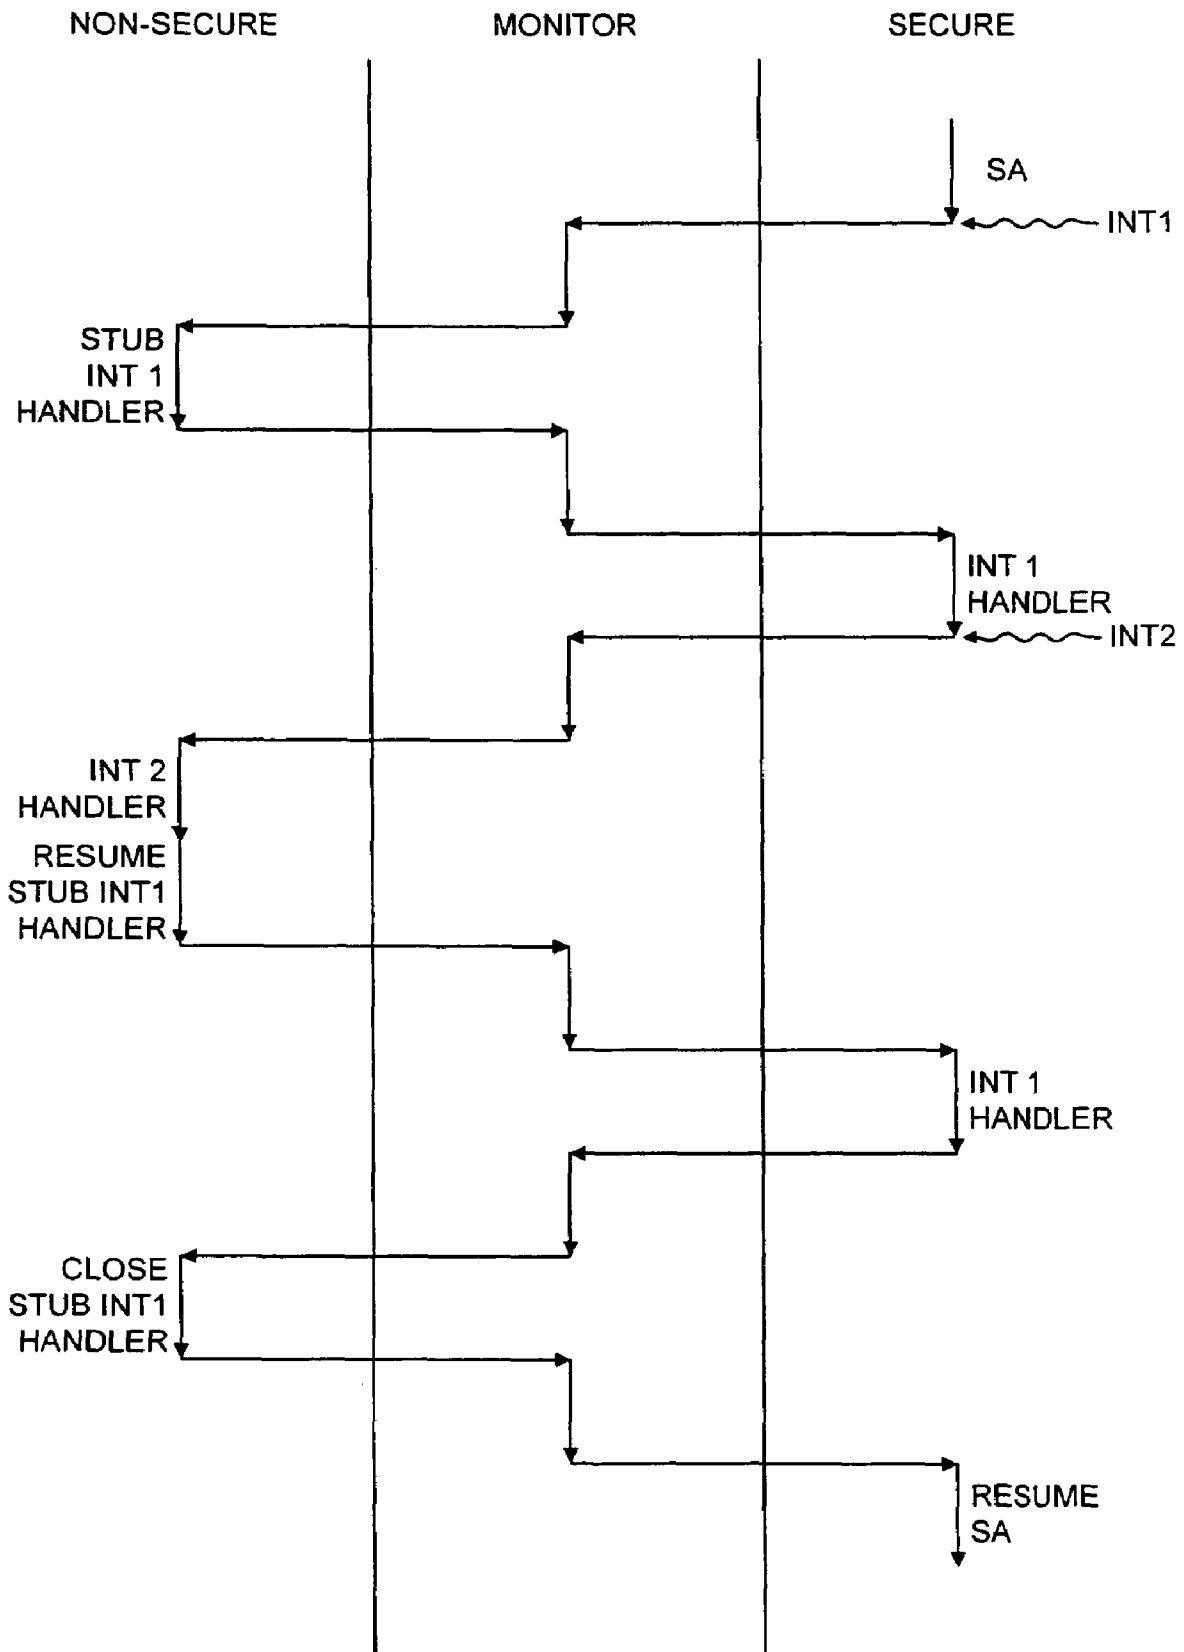 NON-SECURE
MONITOR
SECURE
SA
INT1
STUB
INT 1
HANDLER
INT 1
HANDLER
INT2
INT 2
HANDLER
RESUME
STUB INT1
HANDLER
INT 1
HANDLER
CLOSE
STUB INT1
HANDLER
RESUME
SA